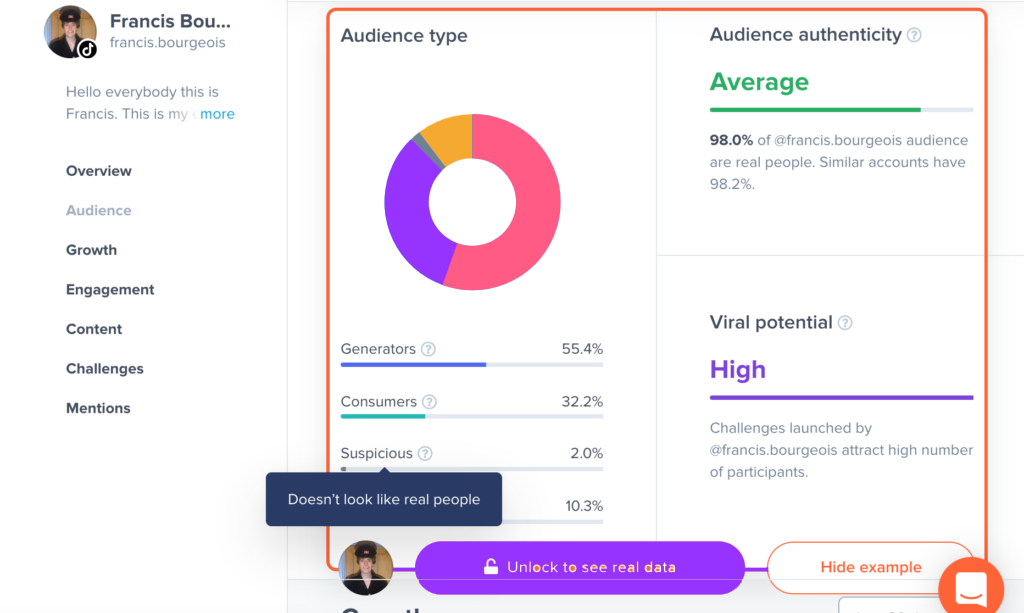 Francis Bou...
francis.bourgeois
Hello everybody this is
Francis. This is my more
Overview
Audience
Growth
Engagement
Content
Challenges
Mentions
Audience type
Generators ? 55.4%
Consumers ? 32.2%
Suspicious ? 2.0%
Doesn't look like real people
10.3%
Audience authenticity ?
Average
98.0% of @francis.bourgeois audience
are real people. Similar accounts have
98.2%.
Viral potential ?
High
Challenges launched by
@francis.bourgeois attract high number
of participants.
Unlock to see real data
Hide example